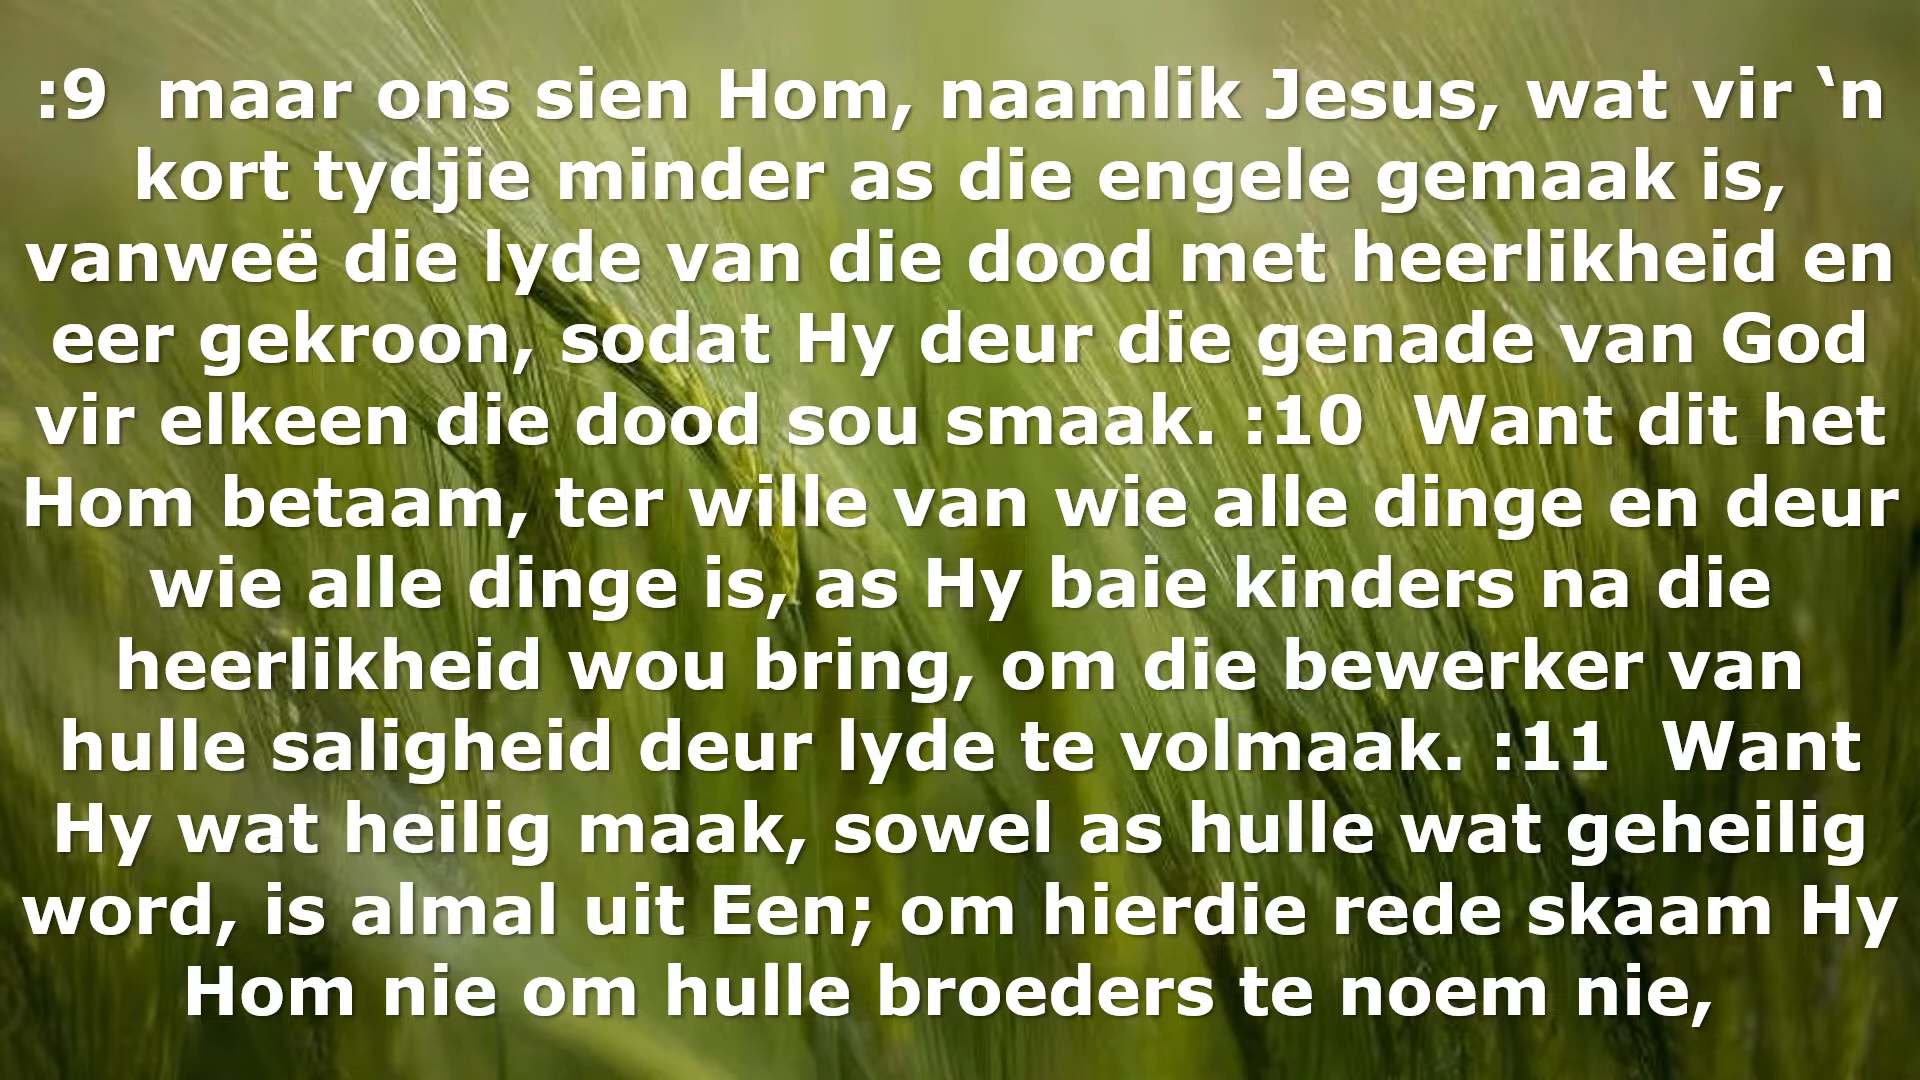 :9  maar ons sien Hom, naamlik Jesus, wat vir ‘n
kort tydjie minder as die engele gemaak is,
vanweë die lyde van die dood met heerlikheid en
eer gekroon, sodat Hy deur die genade van God
vir elkeen die dood sou smaak. :10  Want dit het
Hom betaam, ter wille van wie alle dinge en deur
wie alle dinge is, as Hy baie kinders na die
heerlikheid wou bring, om die bewerker van
hulle saligheid deur lyde te volmaak. :11  Want
Hy wat heilig maak, sowel as hulle wat geheilig
word, is almal uit Een; om hierdie rede skaam Hy
Hom nie om hulle broeders te noem nie,